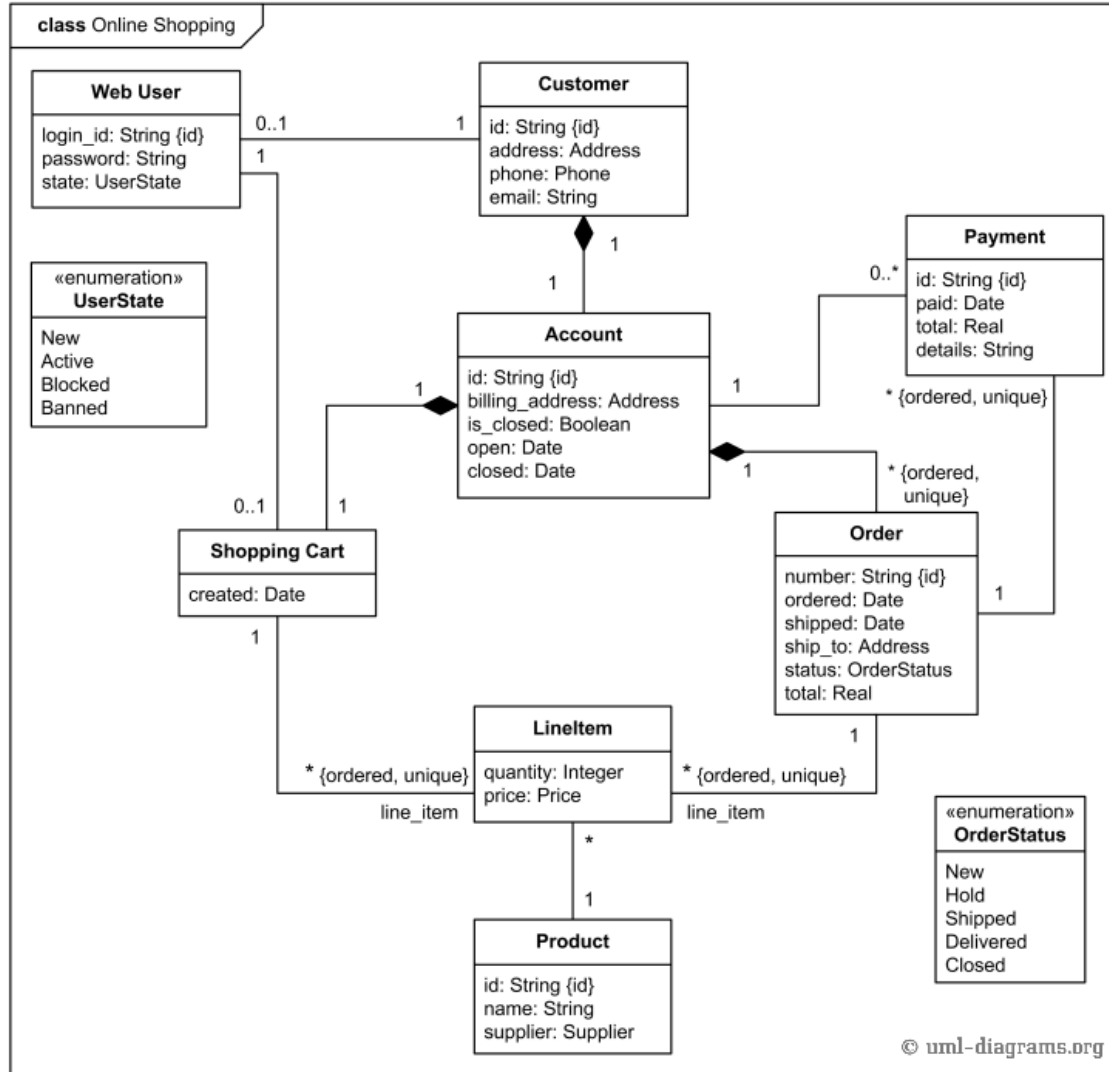 class Online Shopping
Web User
login_id: String {id}
password: String
state: UserState
0..1
1
1
Customer
id: String {id}
address: Address
phone: Phone
email: String
1
1
«enumeration»
UserState
New
Active
Blocked
Banned
Payment
id: String {id}
paid: Date
total: Real
details: String
0..*
1
* {ordered, unique}
Account
id: String {id}
billing_address: Address
is_closed: Boolean
open: Date
closed: Date
1
1
* {ordered,
unique}
0..1
1
Shopping Cart
created: Date
1
Order
number: String {id}
ordered: Date
shipped: Date
ship_to: Address
status: OrderStatus
total: Real
1
1
LineItem
quantity: Integer
price: Price
* {ordered, unique}
line_item
* {ordered, unique}
line_item
*
1
Product
id: String {id}
name: String
supplier: Supplier
«enumeration»
OrderStatus
New
Hold
Shipped
Delivered
Closed
© uml-diagrams.org